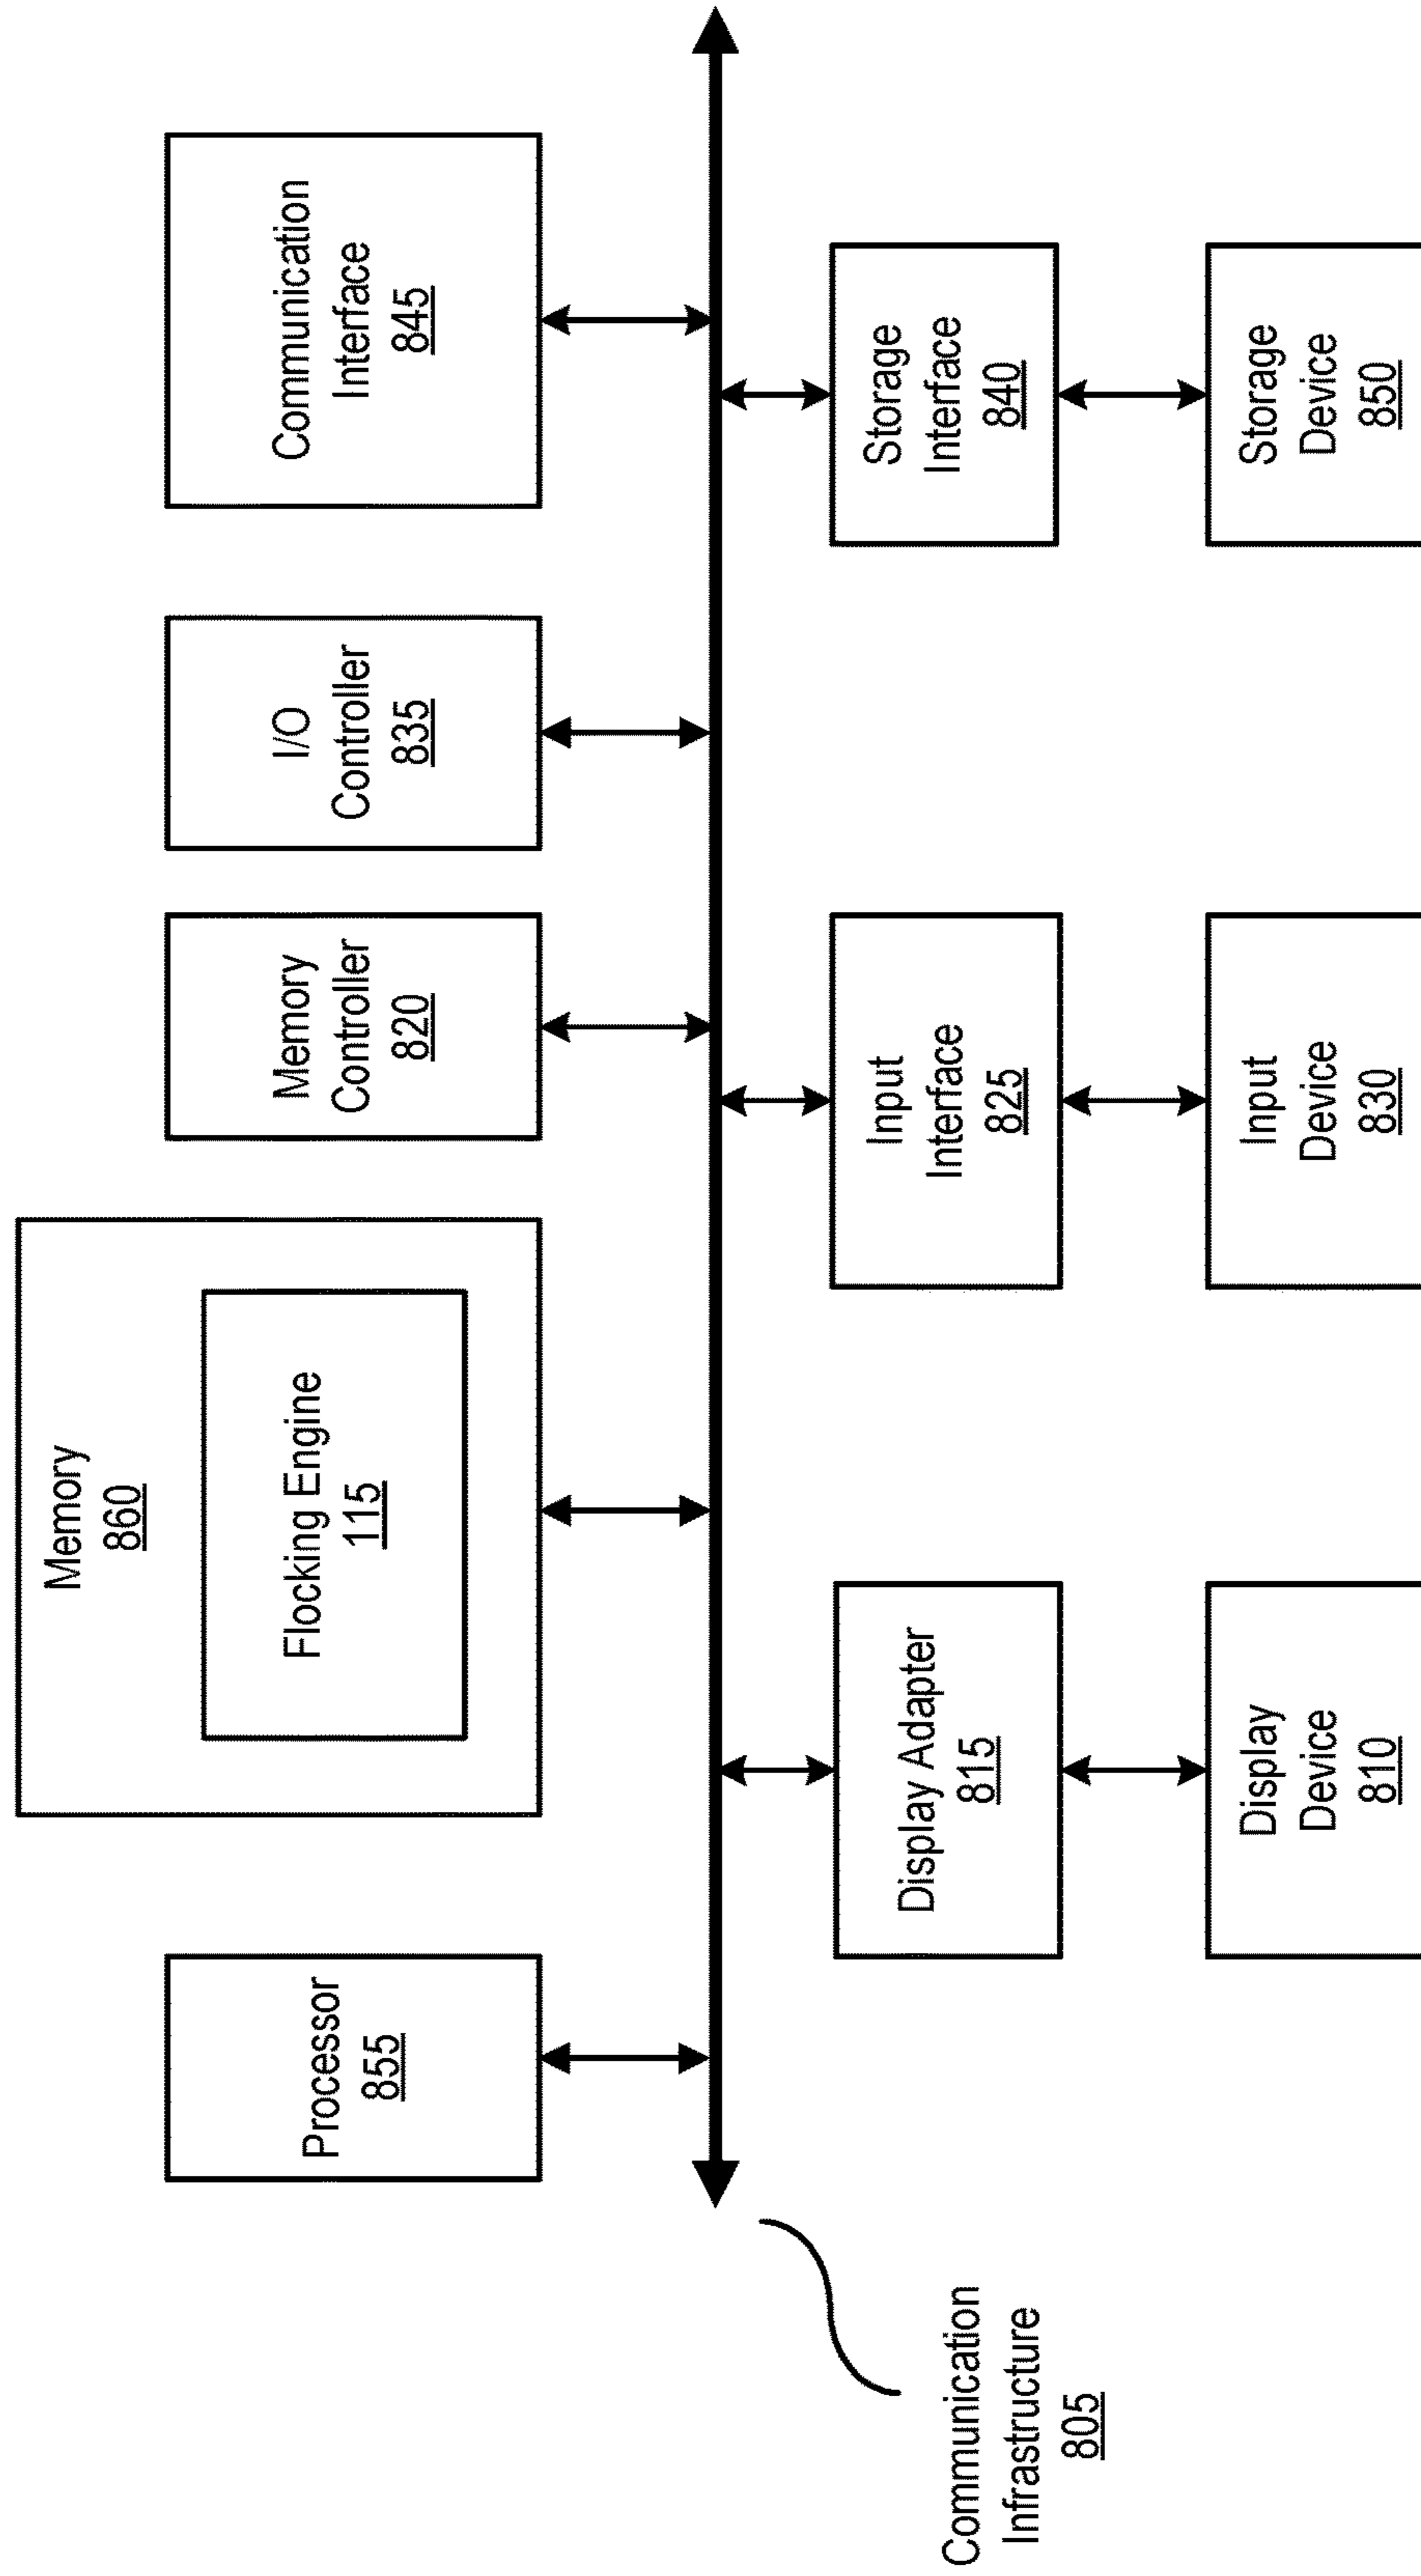 Processor
855
Memory
860
Flocking Engine
115
Memory
Controller
820
I/O
Controller
835
Communication
Interface
845
Communication
Infrastructure
805
Display Adapter
815
Input
Interface
825
Storage
Interface
840
Display
Device
810
Input
Device
830
Storage
Device
850